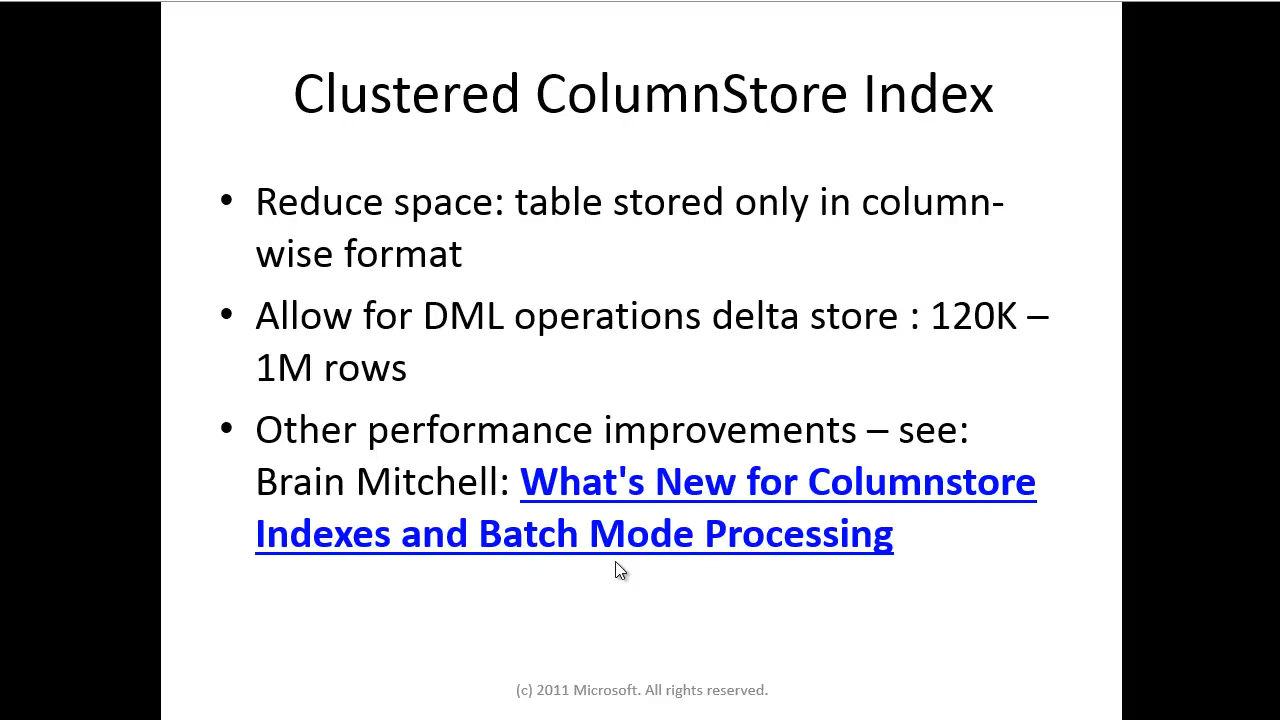 Clustered ColumnStore Index
• Reduce space: table stored only in column-
wise format
• Allow for DML operations delta store : 120K –
1M rows
• Other performance improvements – see:
Brain Mitchell: What's New for Columnstore
Indexes and Batch Mode Processing
(c) 2011 Microsoft. All rights reserved.